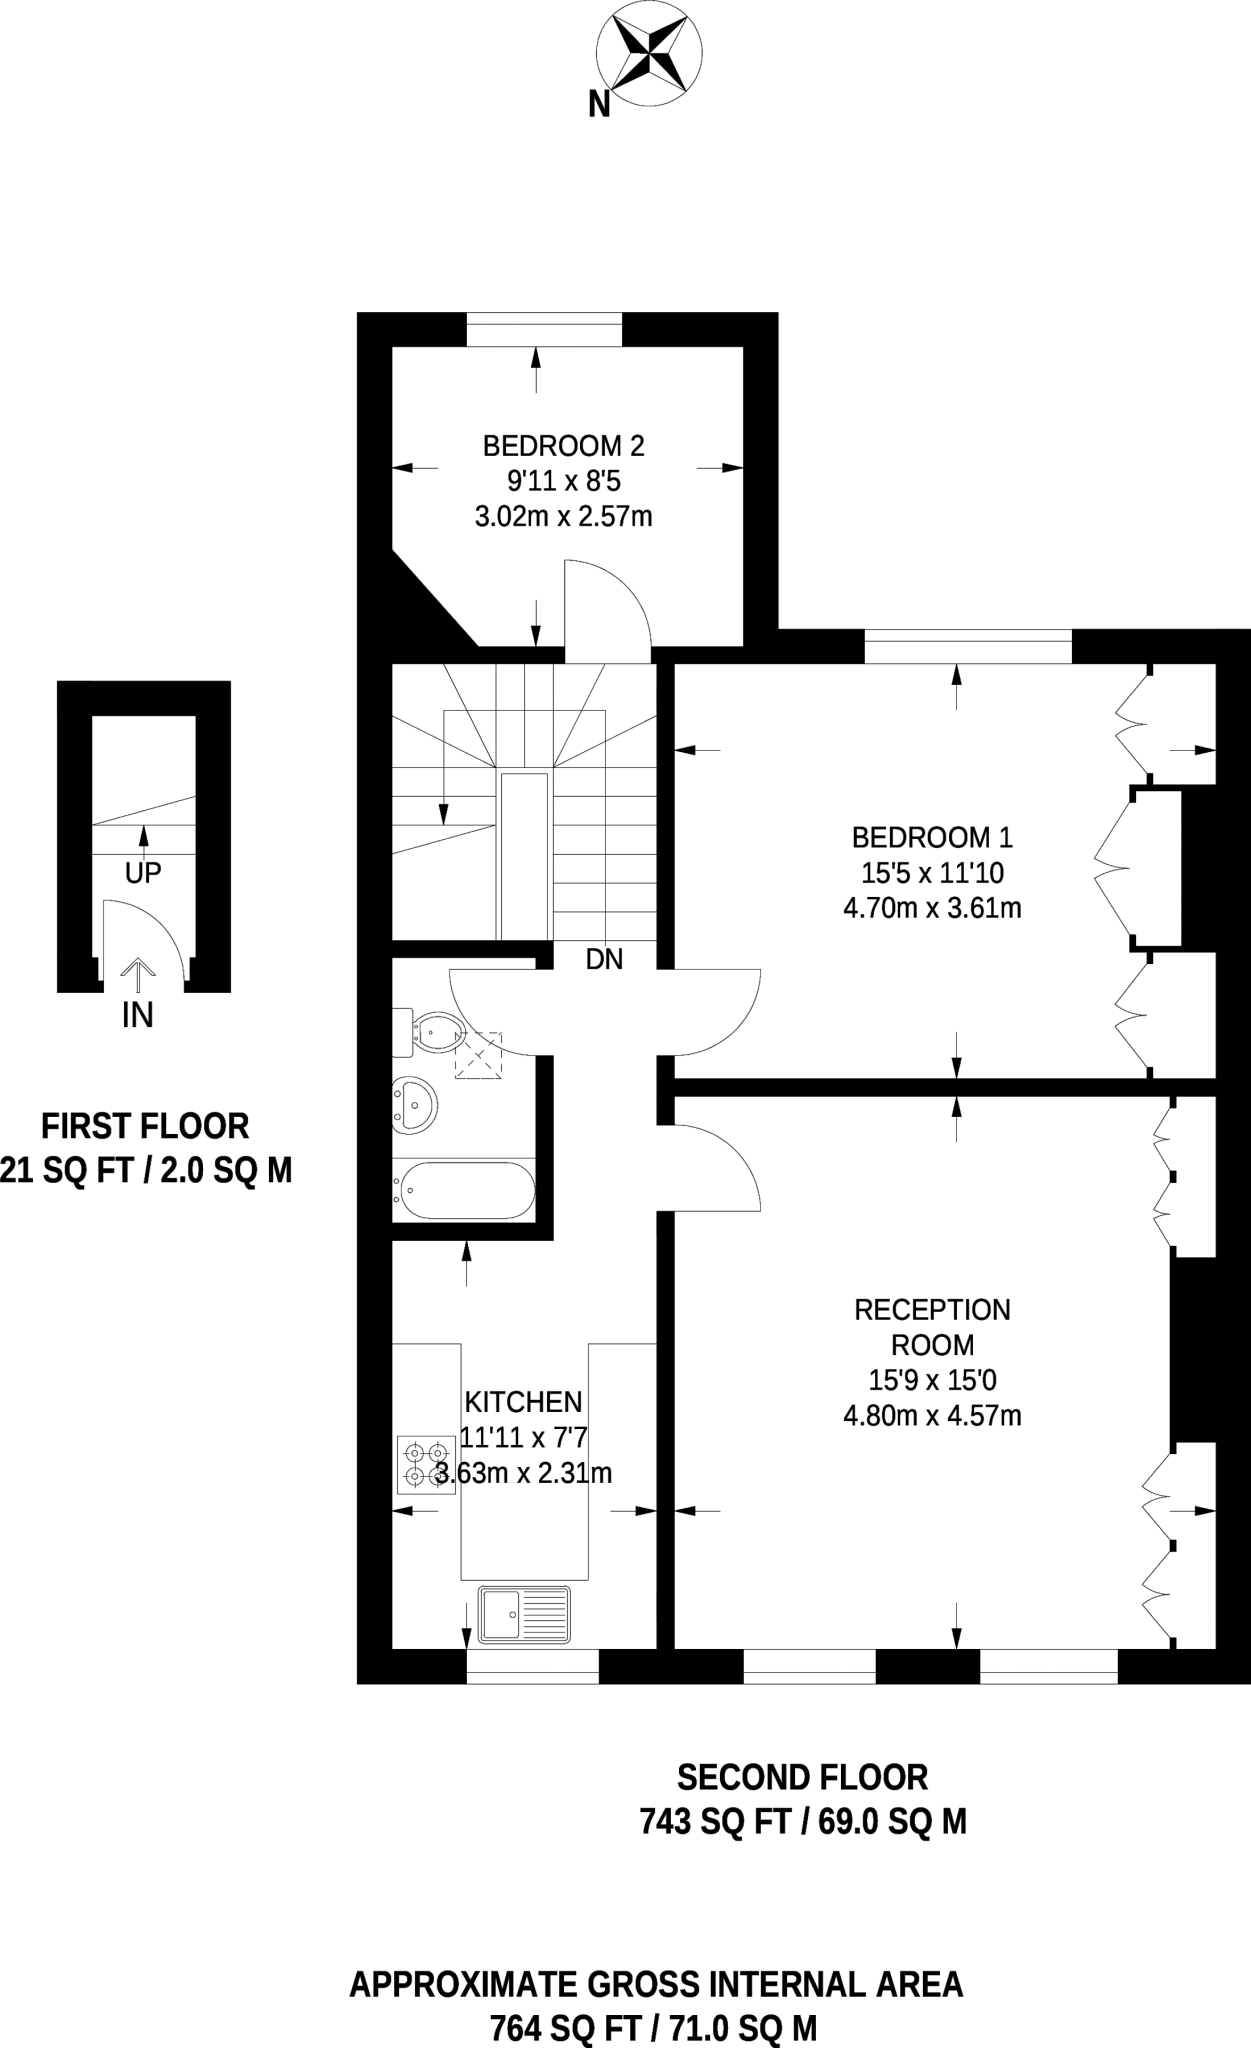 N
BEDROOM 2
9'11 x 8'5
3.02m x 2.57m
BEDROOM 1
15'5 x 11'10
4.70m x 3.61m
UP
IN
DN
FIRST FLOOR
21 SQ FT / 2.0 SQ M
RECEPTION
ROOM
15'9 x 15'0
4.80m x 4.57m
KITCHEN
11'11 x 7'7
3.63m x 2.31m
SECOND FLOOR
743 SQ FT / 69.0 SQ M
APPROXIMATE GROSS INTERNAL AREA
764 SQ FT / 71.0 SQ M